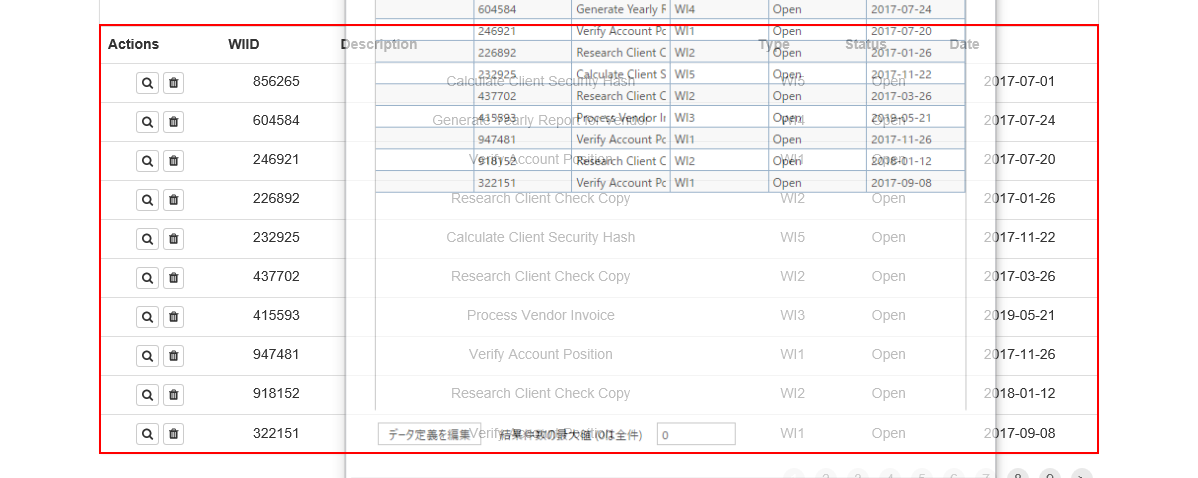 604584 Generate Yearly R WI4 Open 2017-07-24
246921 Verify Account Po WI1 Open 2017-07-20
Actions WIID Description Type Status Date
226892 Research Client C WI2 Open 2017-01-26
232925 Calculate Client S WI5 Open 2017-11-22
856265 Calculate Client Security Hash WI5 Open 2017-07-01
437702 Research Client C WI2 Open 2017-03-26
415593 Process Vendor Ir WI3 Open 2019-05-21
604584 Generate Yearly Report for Vendor WI4 Open 2017-07-24
947481 Verify Account Po WI1 Open 2017-11-26
918152 Research Client C WI2 Open 2018-01-12
246921 Verify Account Position WI1 Open 2017-07-20
322151 Verify Account Po WI1 Open 2017-09-08
226892 Research Client Check Copy WI2 Open 2017-01-26
232925 Calculate Client Security Hash WI5 Open 2017-11-22
437702 Research Client Check Copy WI2 Open 2017-03-26
415593 Process Vendor Invoice WI3 Open 2019-05-21
947481 Verify Account Position WI1 Open 2017-11-26
918152 Research Client Check Copy WI2 Open 2018-01-12
322151 Verify Account Position WI1 Open 2017-09-08
データ定義を編集 結果件数の最大値 (0は全件) 0
2 3 4 5 6 7 8 9 >